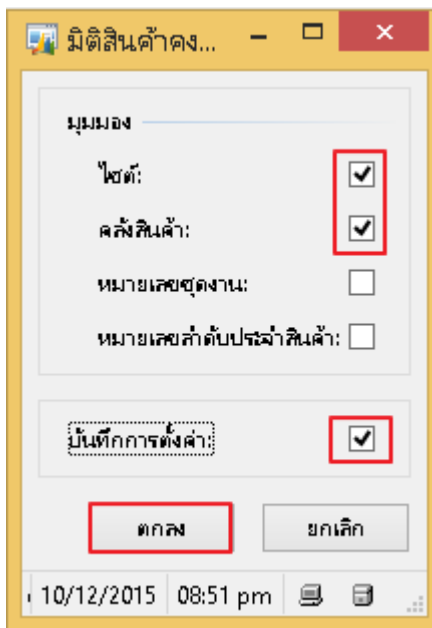 มิติสินค้าคง...
มุมมอง
ไซต์:
คลังสินค้า:
หมายเลขชุดงาน:
หมายเลขลำดับประจำสินค้า:
บันทึกการตั้งค่า:
ตกลง ยกเลิก
10/12/2015 08:51 pm